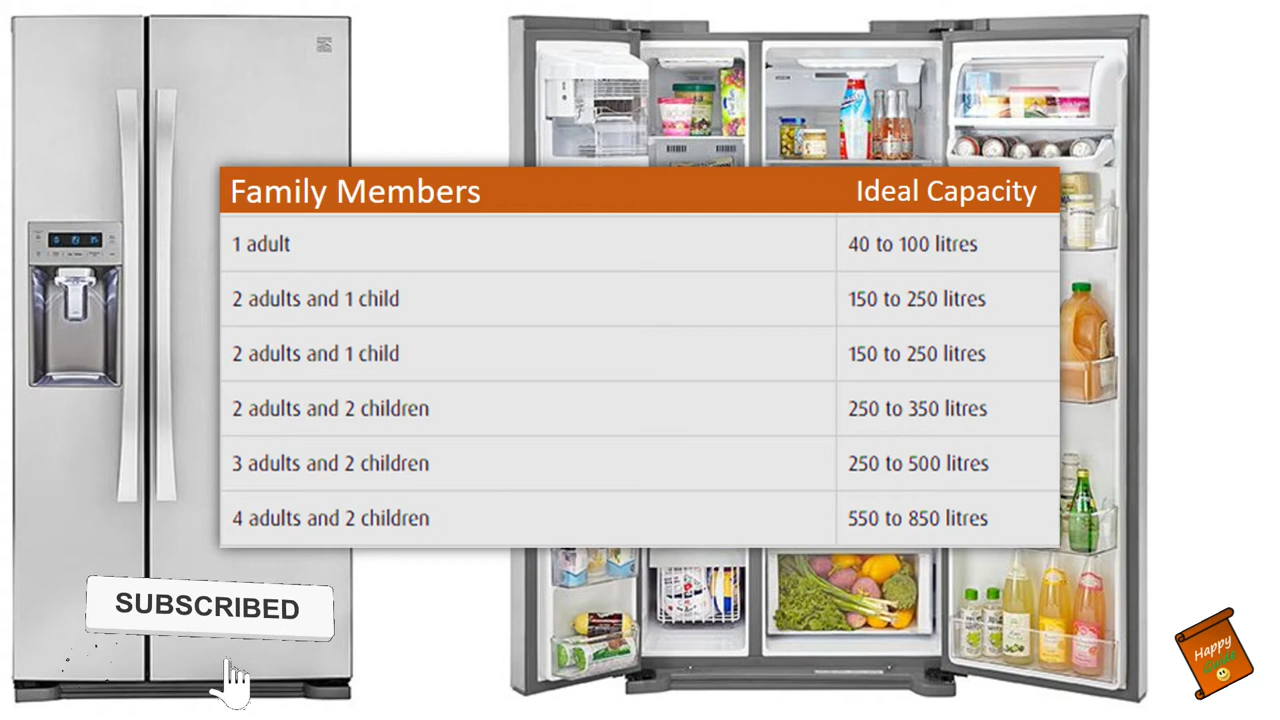 Family Members Ideal Capacity
1 adult 40 to 100 litres
2 adults and 1 child 150 to 250 litres
2 adults and 1 child 150 to 250 litres
2 adults and 2 children 250 to 350 litres
3 adults and 2 children 250 to 500 litres
4 adults and 2 children 550 to 850 litres
SUBSCRIBED
Happy
Guide